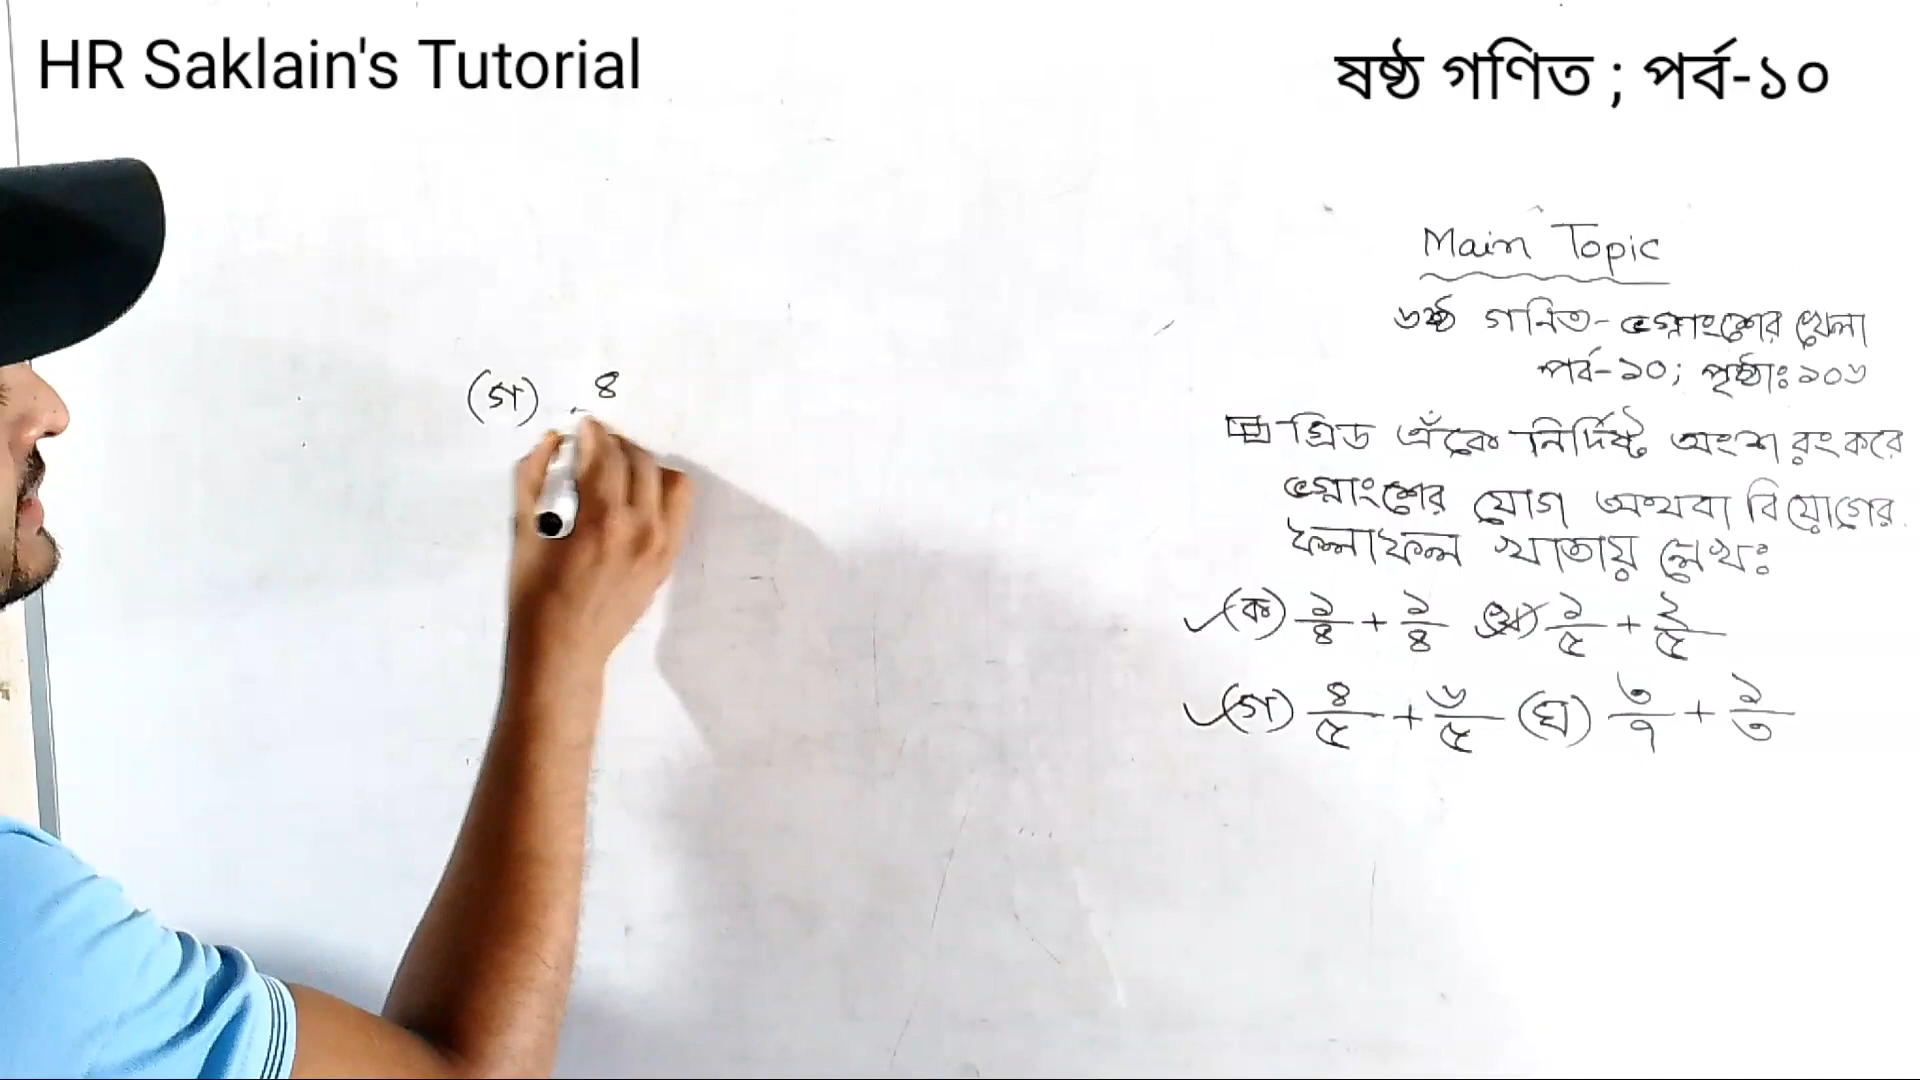 HR Saklain's Tutorial
ষষ্ঠ গণিত ; পর্ব-১০
Main Topic
৬ষ্ঠ গনিত- ভগ্নাংশের খেলা
পর্ব-১০; পৃষ্ঠাঃ ১০৬
গ্রিড এঁকে নির্দিষ্ট অংশ রং করে
ভগ্নাংশের যোগ অথবা বিয়োগের
ফলাফল খাতায় লেখঃ
(ক) ১/৪ + ১/৪ (খ) ১/৫ + ২/৫
(গ) ৪/৫ + ৬/৫ (ঘ) ৩/৭ + ১/৩
(গ) ৪